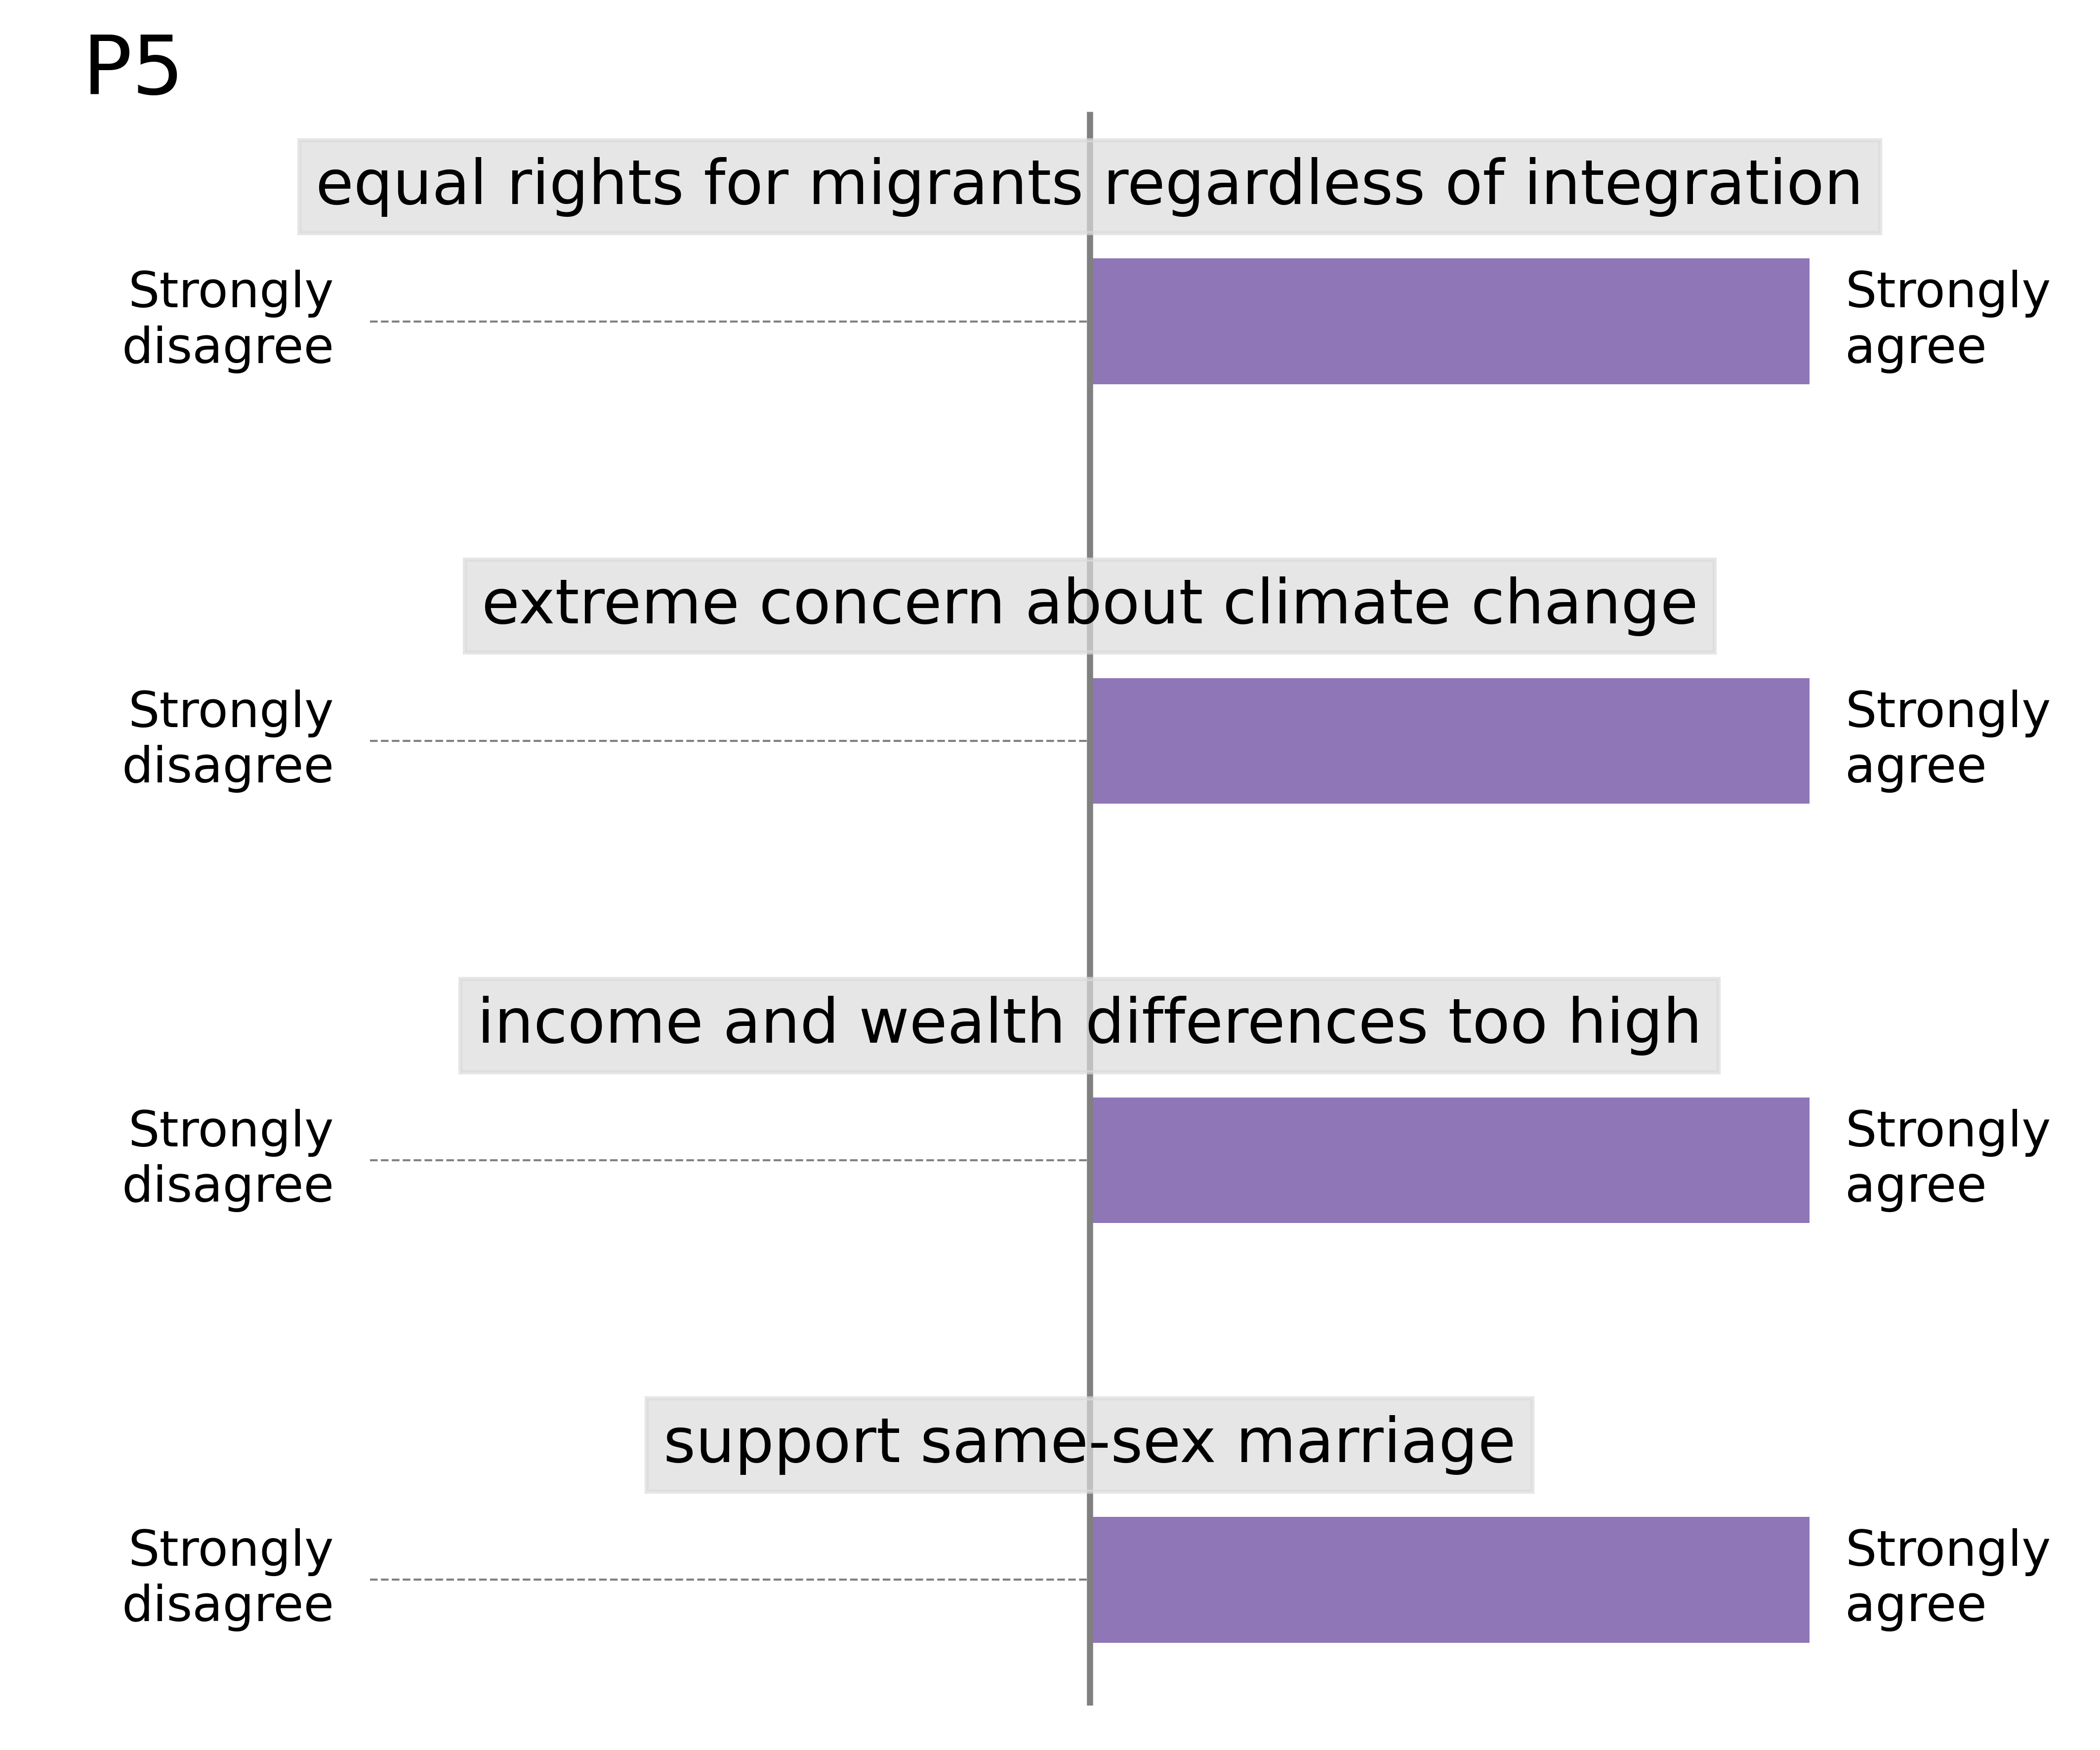 P5
equal rights for migrants regardless of integration
Strongly
disagree
Strongly
agree
extreme concern about climate change
Strongly
disagree
Strongly
agree
income and wealth differences too high
Strongly
disagree
Strongly
agree
support same-sex marriage
Strongly
disagree
Strongly
agree